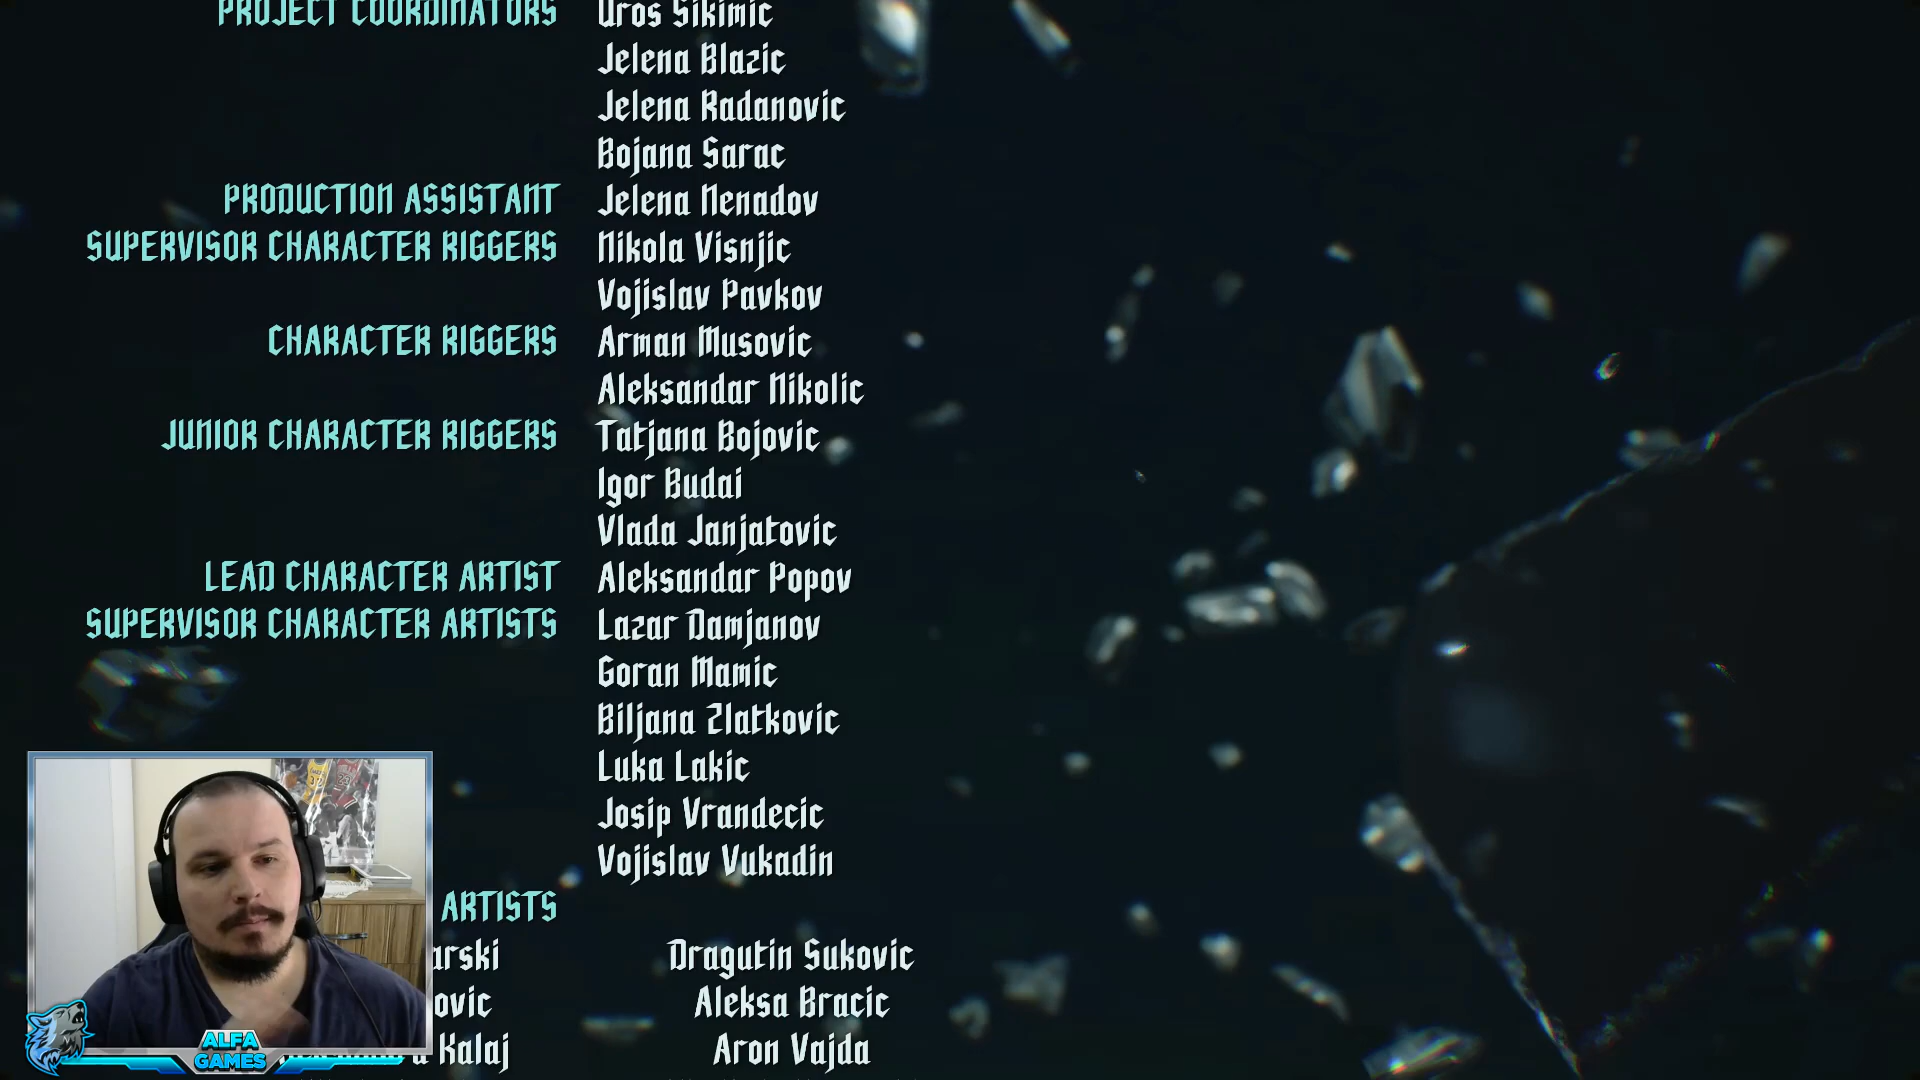 PROJECT COORDINATORS Uros Sikimic
Jelena Blazic
Jelena Radanovic
Bojana Sarac
PRODUCTION ASSISTANT Jelena Nenadov
SUPERVISOR CHARACTER RIGGERS Nikola Visnjic
Vojislav Pavkov
CHARACTER RIGGERS Arman Musovic
Aleksandar Nikolic
JUNIOR CHARACTER RIGGERS Tatjana Bojovic
Igor Budai
Vlada Janjatovic
LEAD CHARACTER ARTIST Aleksandar Popov
SUPERVISOR CHARACTER ARTISTS Lazar Damjanov
Goran Mamic
Biljana Zlatkovic
Luka Lakic
Josip Vrandecic
Vojislav Vukadin
ARTISTS
Dragutin Sukovic
Aleksa Bracic
Kalaj Aron Vajda
ALFA
GAMES